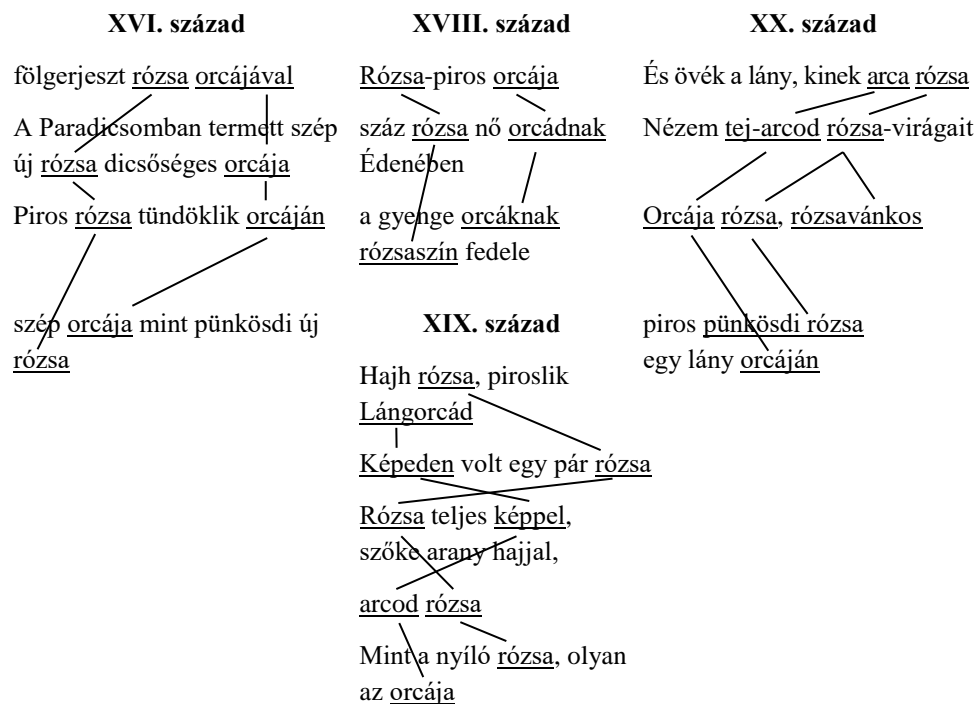 XVI. század
fölgerjeszt rózsa orcájával
A Paradicsomban termett szép
új rózsa dicsőséges orcája
Piros rózsa tündöklik orcáján
szép orcája mint pünkösdi új
rózsa
XVIII. század
Rózsa-piros orcája
száz rózsa nő orcádnak
Édenében
a gyenge orcáknak
rózsaszín fedele
XIX. század
Hajh rózsa, piroslik
Lángorcád
Képeden volt egy pár rózsa
Rózsa teljes képpel,
szőke arany hajjal,
arcod rózsa
Mint a nyíló rózsa, olyan
az orcája
XX. század
És övék a lány, kinek arca rózsa
Nézem tej-arcod rózsa-virágait
Orcája rózsa, rózsavánkos
piros pünkösdi rózsa
egy lány orcáján